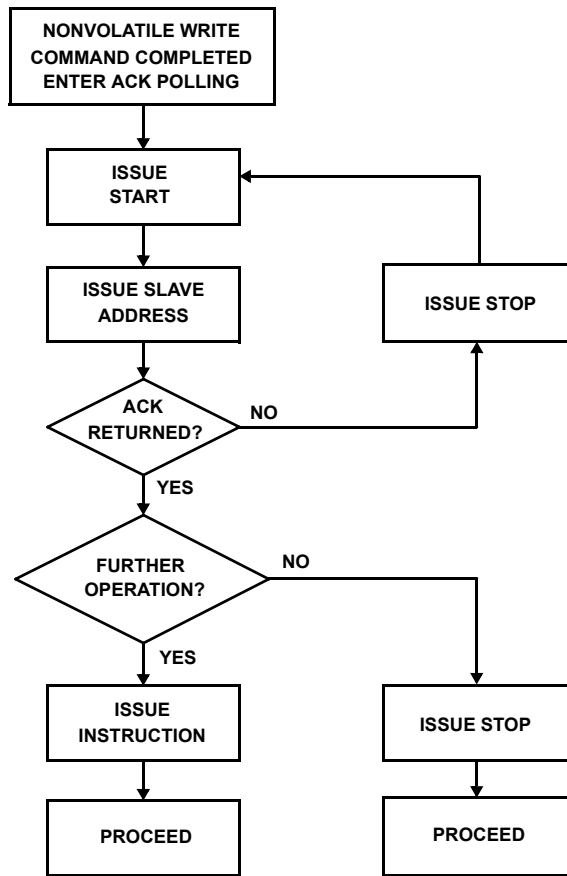 NONVOLATILE WRITE
COMMAND COMPLETED
ENTER ACK POLLING
ISSUE
START
ISSUE SLAVE
ADDRESS
ISSUE STOP
ACK
RETURNED?
NO
YES
FURTHER
OPERATION?
NO
YES
ISSUE
INSTRUCTION
ISSUE STOP
PROCEED
PROCEED